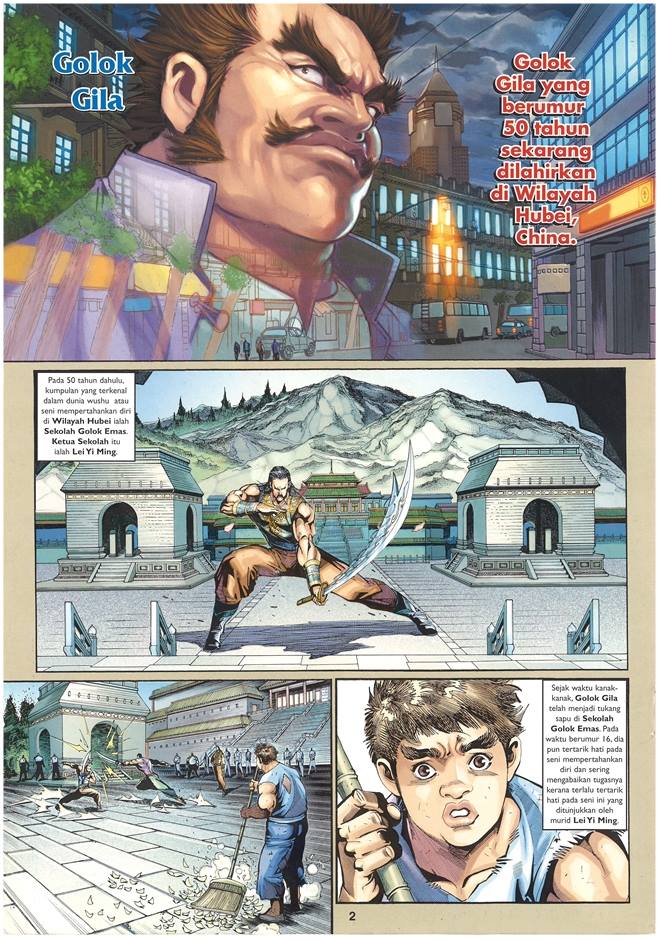 Golok
Gila
Golok
Gila yang
berumur
50 tahun
sekarang
dilahirkan
di Wilayah
Hubei,
China.
Pada 50 tahun dahulu,
kumpulan yang terkenal
dalam dunia wushu atau
seni mempertahankan diri
di Wilayah Hubei ialah
Sekolah Golok Emas.
Ketua Sekolah itu
ialah Lei Yi Ming.
Sejak waktu kanak-
kanak, Golok Gila
telah menjadi tukang
sapu di Sekolah
Golok Emas. Pada
waktu berumur 16, dia
pun tertarik hati pada
seni mempertahankan
diri dan sering
mengabaikan tugasnya
kerana terlalu tertarik
hati pada seni ini yang
ditunjukkan oleh
murid Lei Yi Ming.
2